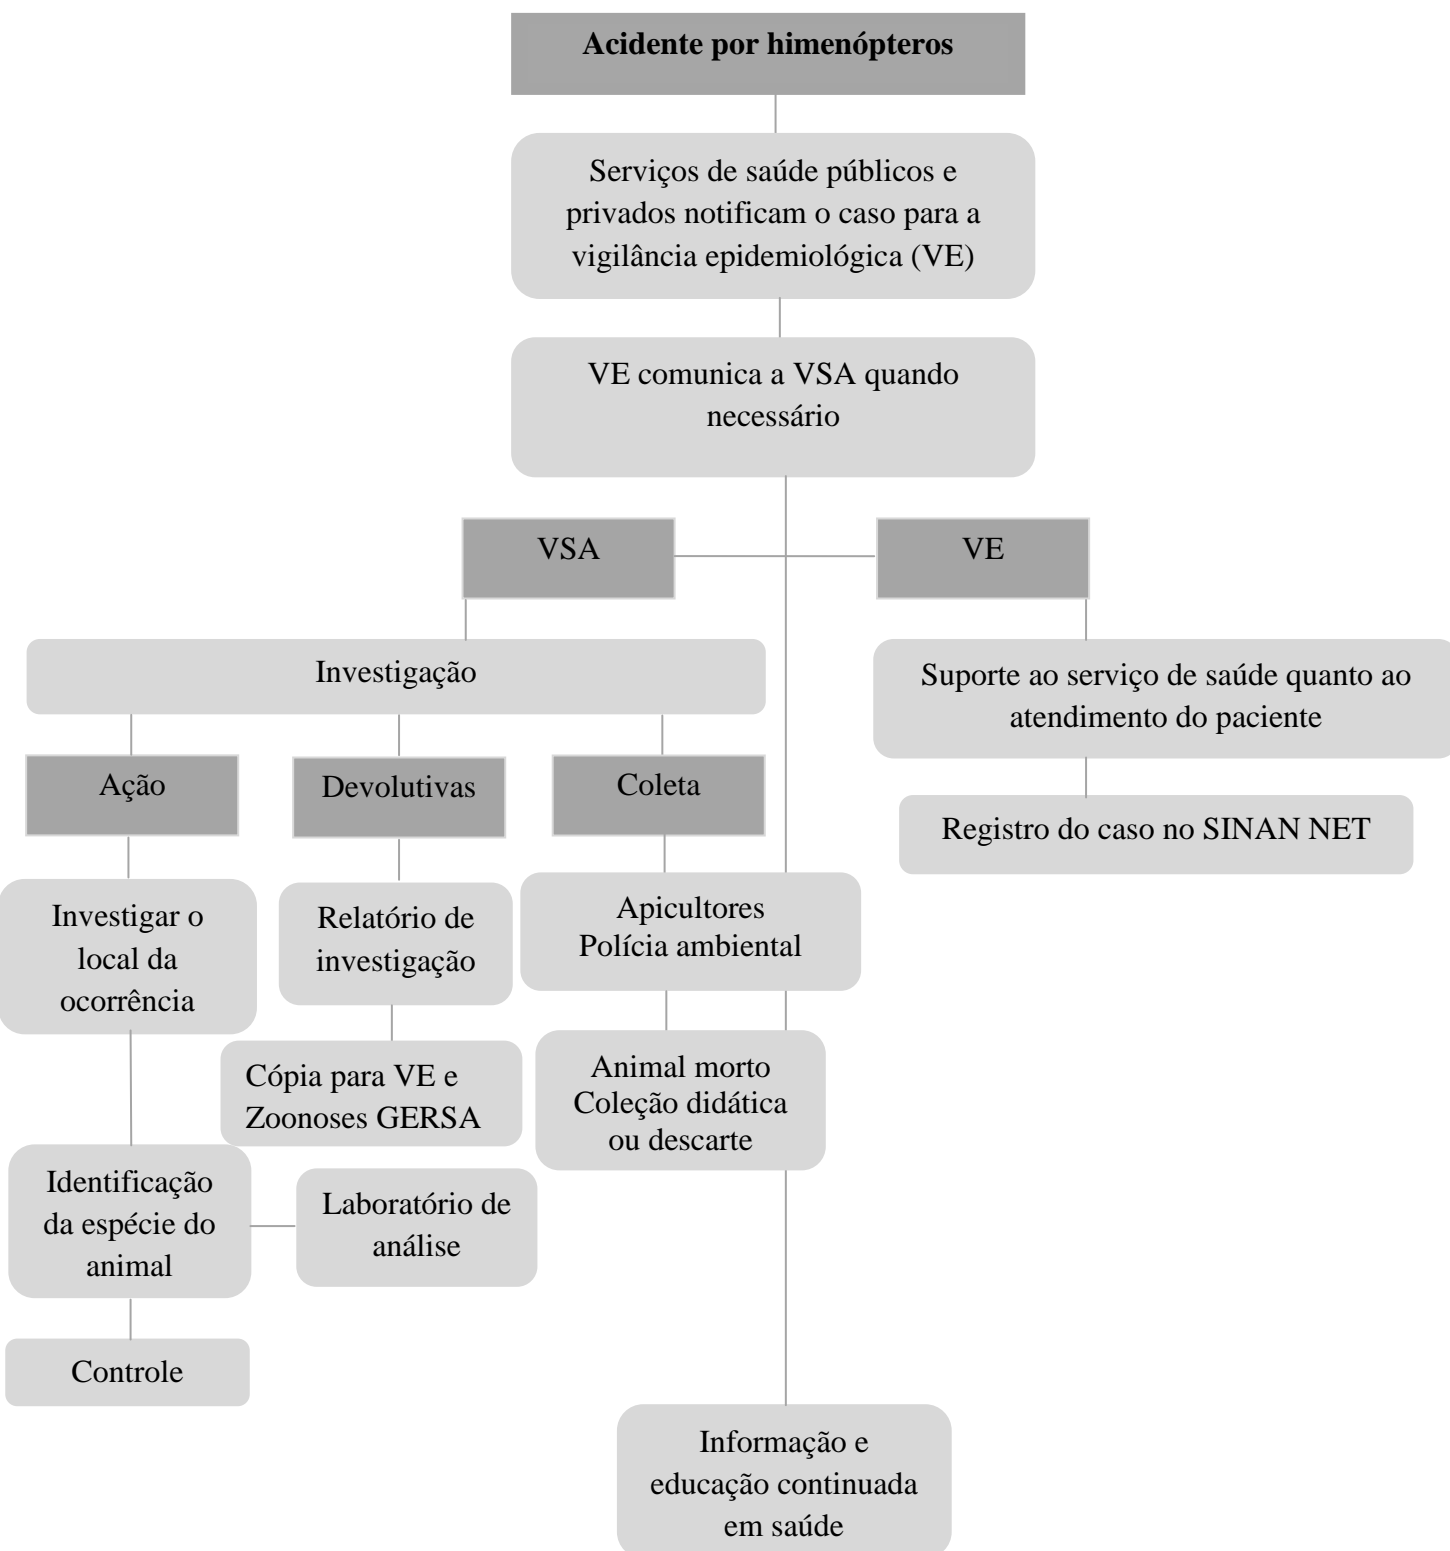 Acidente por himenópteros
Serviços de saúde públicos e
privados notificam o caso para a
vigilância epidemiológica (VE)
VE comunica a VSA quando
necessário
VSA
VE
Investigação
Suporte ao serviço de saúde quanto ao
atendimento do paciente
Ação
Devolutivas
Coleta
Registro do caso no SINAN NET
Investigar o
local da
ocorrência
Relatório de
investigação
Apicultores
Polícia ambiental
Cópia para VE e
Zoonoses GERSA
Animal morto
Coleção didática
ou descarte
Identificação
da espécie do
animal
Laboratório de
análise
Controle
Informação e
educação continuada
em saúde